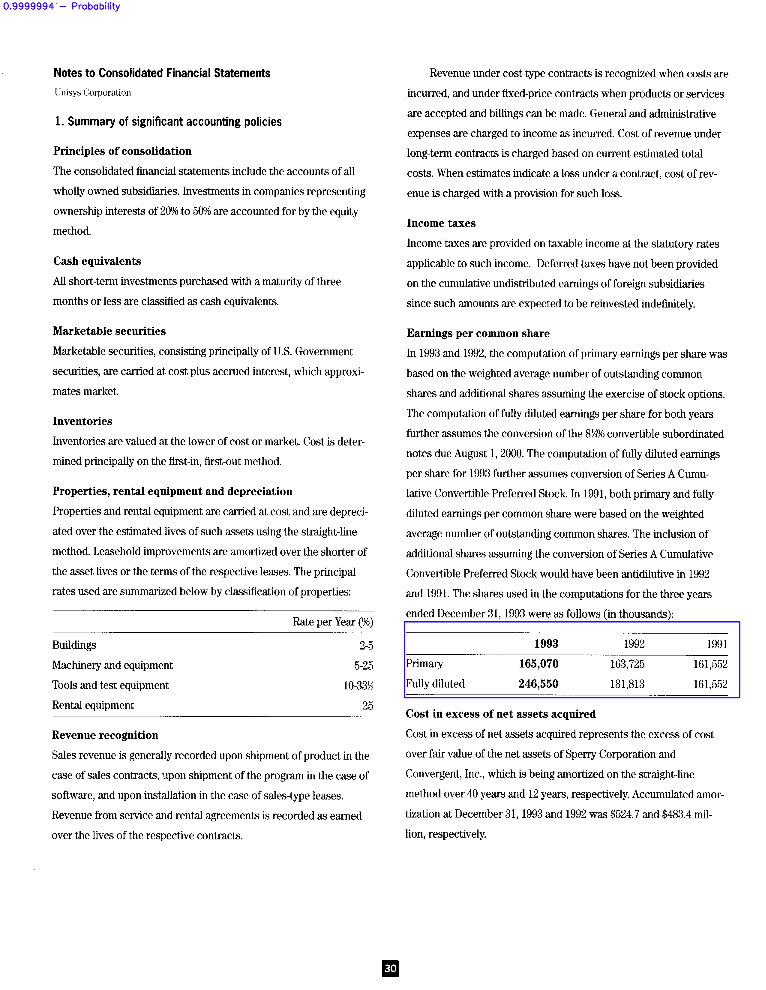 0.9999994 — Probability
Notes to Consolidated Financial Statements
Unisys Corporation
1. Summary of significant accounting policies
Principles of consolidation
The consolidated financial statements include the accounts of all
wholly owned subsidiaries. Investments in companies representing
ownership interests of 20% to 50% are accounted for by the equity
method.
Cash equivalents
All short-term investments purchased with a maturity of three
months or less are classified as cash equivalents.
Marketable securities
Marketable securities, consisting principally of U.S. Government
securities, are carried at cost plus accrued interest, which approxi-
mates market.
Inventories
Inventories are valued at the lower of cost or market. Cost is deter-
mined principally on the first-in, first-out method.
Properties, rental equipment and depreciation
Properties and rental equipment are carried at cost and are depreci-
ated over the estimated lives of such assets using the straight-line
method. Leasehold improvements are amortized over the shorter of
the asset lives or the terms of the respective leases. The principal
rates used are summarized below by classification of properties:
Rate per Year (%)
Buildings 2-5
Machinery and equipment 5-25
Tools and test equipment 10-33⅓
Rental equipment 25
Revenue recognition
Sales revenue is generally recorded upon shipment of product in the
case of sales contracts, upon shipment of the program in the case of
software, and upon installation in the case of sales-type leases.
Revenue from service and rental agreements is recorded as earned
over the lives of the respective contracts.
Revenue under cost-type contracts is recognized when costs are
incurred, and under fixed-price contracts when products or services
are accepted and billings can be made. General and administrative
expenses are charged to income as incurred. Cost of revenue under
long-term contracts is charged based on current estimated total
costs. When estimates indicate a loss under a contract, cost of rev-
enue is charged with a provision for such loss.
Income taxes
Income taxes are provided on taxable income at the statutory rates
applicable to such income. Deferred taxes have not been provided
on the cumulative undistributed earnings of foreign subsidiaries
since such amounts are expected to be reinvested indefinitely.
Earnings per common share
In 1993 and 1992, the computation of primary earnings per share was
based on the weighted average number of outstanding common
shares and additional shares assuming the exercise of stock options.
The computation of fully diluted earnings per share for both years
further assumes the conversion of the 8¼% convertible subordinated
notes due August 1, 2000. The computation of fully diluted earnings
per share for 1993 further assumes conversion of Series A Cumu-
lative Convertible Preferred Stock. In 1991, both primary and fully
diluted earnings per common share were based on the weighted
average number of outstanding common shares. The inclusion of
additional shares assuming the conversion of Series A Cumulative
Convertible Preferred Stock would have been antidilutive in 1992
and 1991. The shares used in the computations for the three years
ended December 31, 1993 were as follows (in thousands):
1993 1992 1991
Primary 165,070 163,725 161,552
Fully diluted 246,550 181,813 161,552
Cost in excess of net assets acquired
Cost in excess of net assets acquired represents the excess of cost
over fair value of the net assets of Sperry Corporation and
Convergent, Inc., which is being amortized on the straight-line
method over 40 years and 12 years, respectively. Accumulated amor-
tization at December 31, 1993 and 1992 was $524.7 and $483.4 mil-
lion, respectively.
30